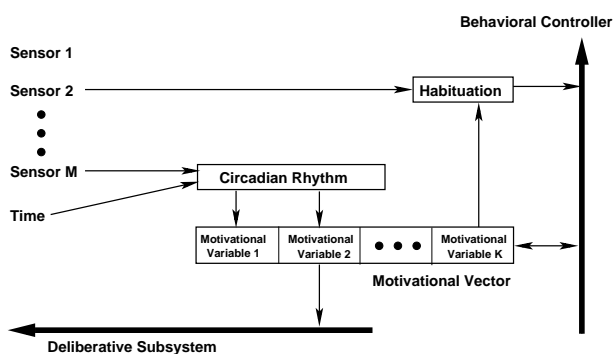 Behavioral Controller
Sensor 1
Sensor 2
Habituation
Sensor M
Circadian Rhythm
Time
Motivational
Variable 1
Motivational
Variable 2
Motivational
Variable K
Motivational Vector
Deliberative Subsystem